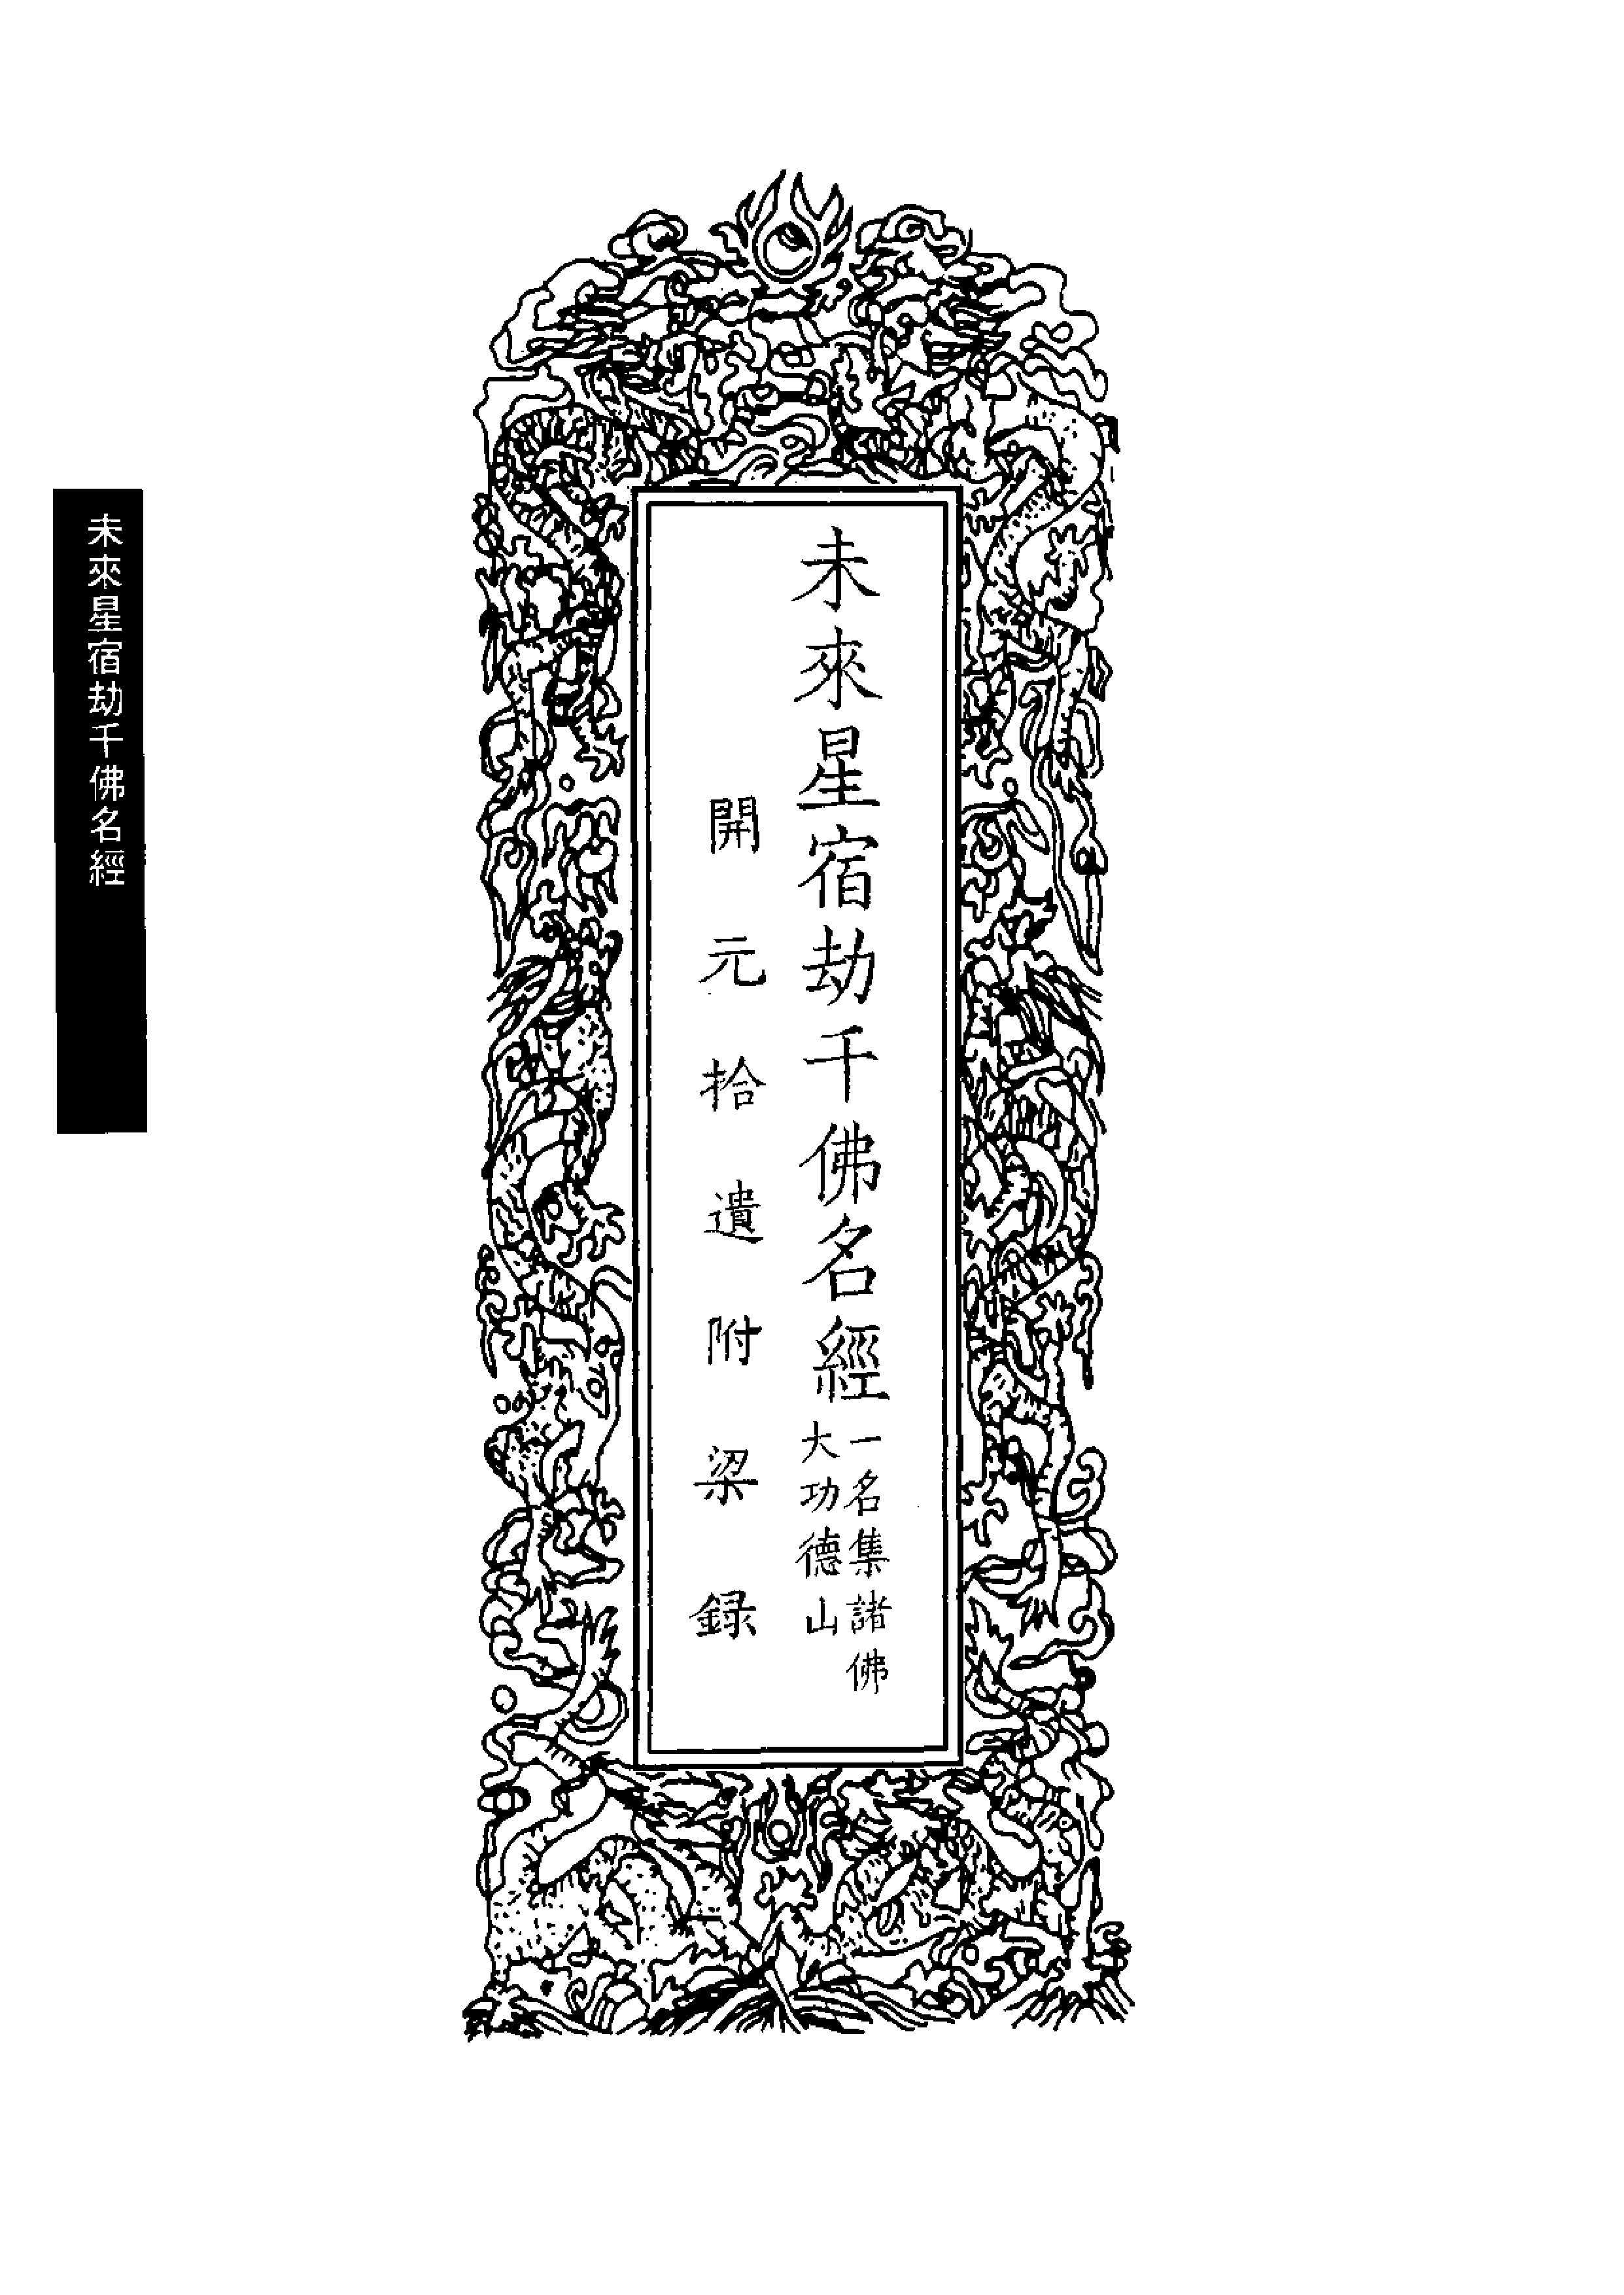 未來星宿劫千佛名經
一名集諸佛
大功德山
開元拾遺附梁録
未來星宿劫千佛名經